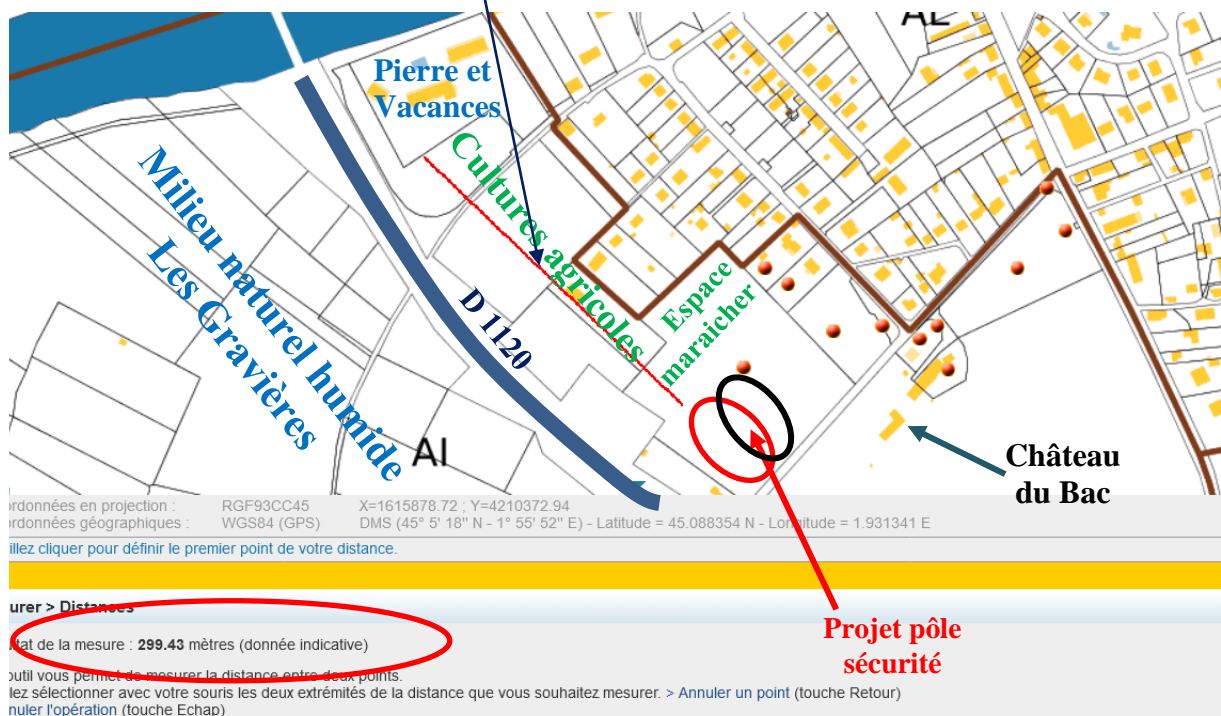 AE
Pierre et
Vacances
Cultures agricoles
Milieu naturel humide
Les Gravières
D 1120
Espace
maraicher
AI
Château
du Bac
ordonnées en projection : RGF93CC45 X=1615878.72 ; Y=4210372.94
ordonnées géographiques : WGS84 (GPS) DMS (45° 5' 18" N - 1° 55' 52" E) - Latitude = 45.088354 N - Longitude = 1.931341 E
illez cliquer pour définir le premier point de votre distance.
urer > Distances
tat de la mesure : 299.43 mètres (donnée indicative)
Projet pôle
sécurité
outil vous permet de mesurer la distance entre deux points.
lez sélectionner avec votre souris les deux extrémités de la distance que vous souhaitez mesurer. > Annuler un point (touche Retour)
nuler l'opération (touche Echap)